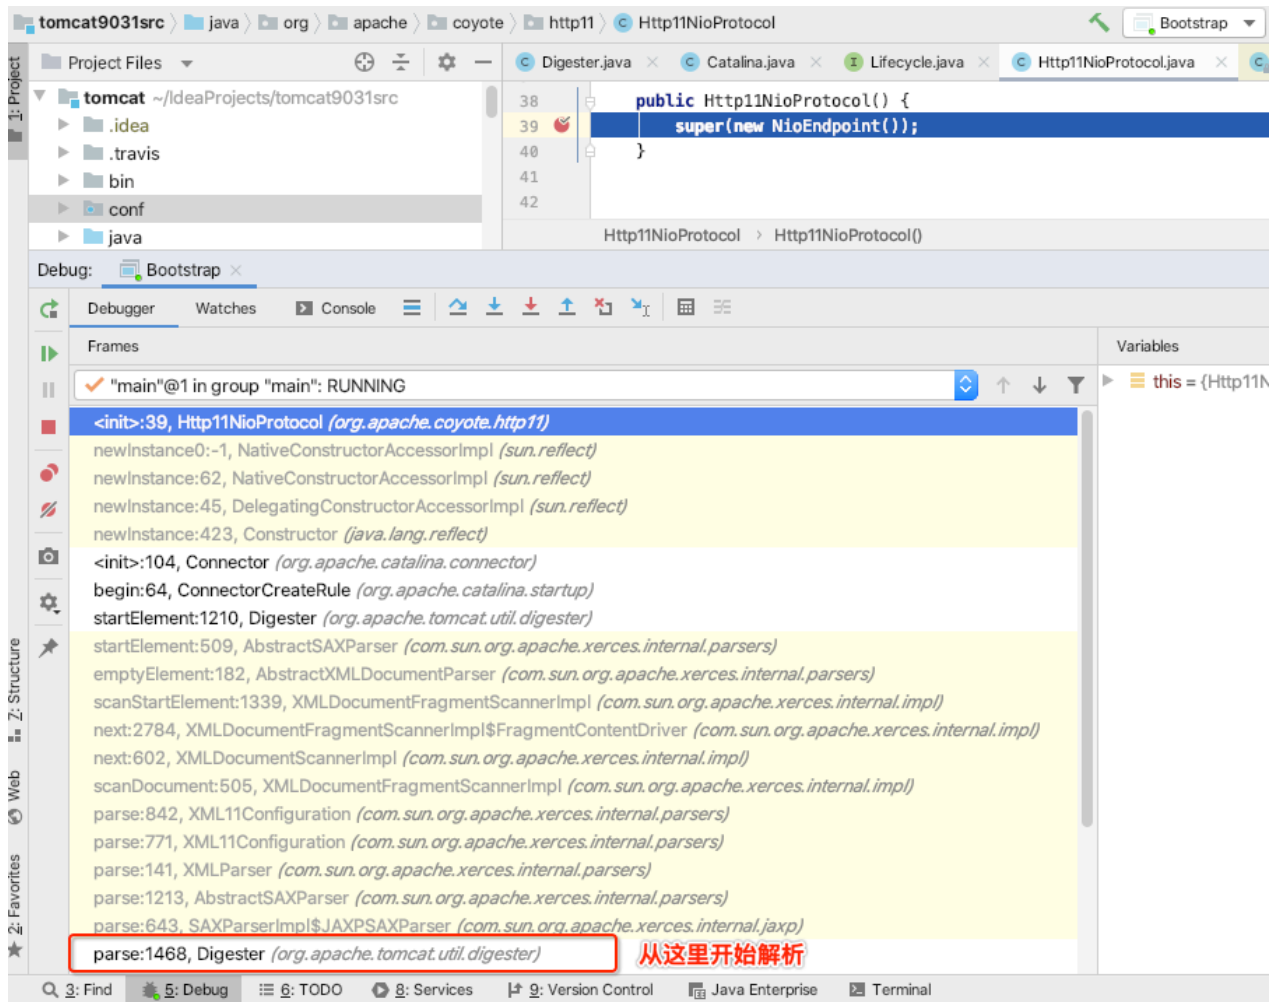 tomcat9031src java org apache coyote http11 Http11NioProtocol Bootstrap
1: Project
Project Files
Digester.java Catalina.java Lifecycle.java Http11NioProtocol.java
tomcat ~/IdeaProjects/tomcat9031src
.idea
.travis
bin
conf
java
38 public Http11NioProtocol() {
39 super(new NioEndpoint());
40 }
41
42
Http11NioProtocol > Http11NioProtocol()
Debug: Bootstrap
Debugger Watches Console
Frames
Variables
"main"@1 in group "main": RUNNING
this = {Http11N
<init>:39, Http11NioProtocol (org.apache.coyote.http11)
newInstance0:-1, NativeConstructorAccessorImpl (sun.reflect)
newInstance:62, NativeConstructorAccessorImpl (sun.reflect)
newInstance:45, DelegatingConstructorAccessorImpl (sun.reflect)
newInstance:423, Constructor (java.lang.reflect)
<init>:104, Connector (org.apache.catalina.connector)
begin:64, ConnectorCreateRule (org.apache.catalina.startup)
startElement:1210, Digester (org.apache.tomcat.util.digester)
startElement:509, AbstractSAXParser (com.sun.org.apache.xerces.internal.parsers)
emptyElement:182, AbstractXMLDocumentParser (com.sun.org.apache.xerces.internal.parsers)
scanStartElement:1339, XMLDocumentFragmentScannerImpl (com.sun.org.apache.xerces.internal.impl)
next:2784, XMLDocumentFragmentScannerImpl$FragmentContentDriver (com.sun.org.apache.xerces.internal.impl)
next:602, XMLDocumentScannerImpl (com.sun.org.apache.xerces.internal.impl)
scanDocument:505, XMLDocumentFragmentScannerImpl (com.sun.org.apache.xerces.internal.impl)
parse:842, XML11Configuration (com.sun.org.apache.xerces.internal.parsers)
parse:771, XML11Configuration (com.sun.org.apache.xerces.internal.parsers)
parse:141, XMLParser (com.sun.org.apache.xerces.internal.parsers)
parse:1213, AbstractSAXParser (com.sun.org.apache.xerces.internal.parsers)
parse:643, SAXParserImpl$JAXPSAXParser (com.sun.org.apache.xerces.internal.jaxp)
parse:1468, Digester (org.apache.tomcat.util.digester) 从这里开始解析
Z: Structure
Web
2: Favorites
3: Find 5: Debug 6: TODO 8: Services 9: Version Control Java Enterprise Terminal